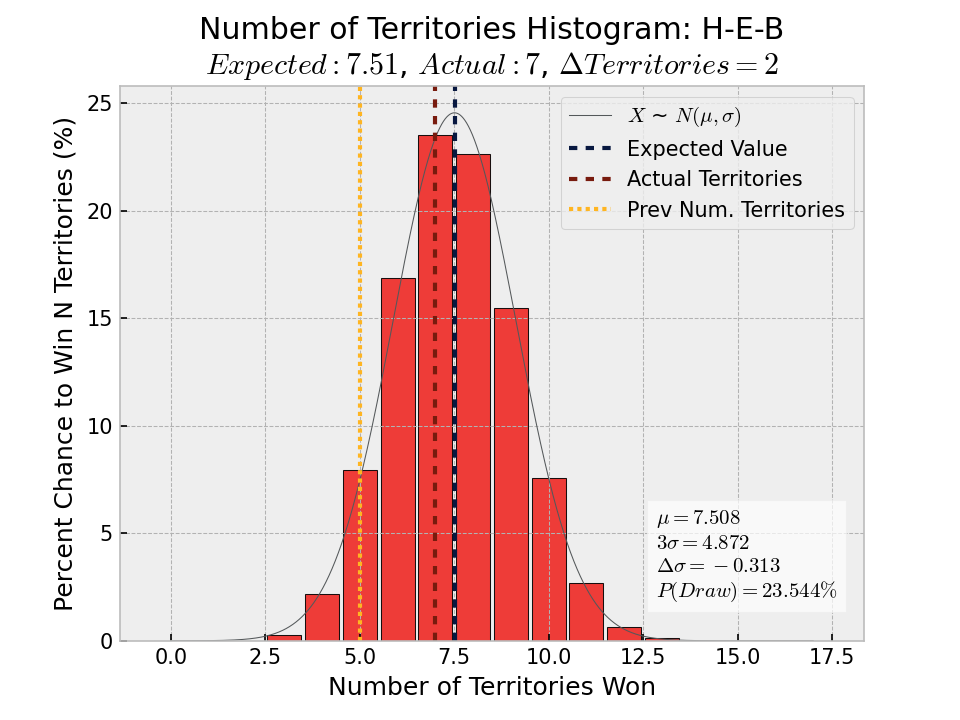 Number of Territories Histogram: H-E-B
Expected : 7.51, Actual : 7, ΔTerritories = 2
Percent Chance to Win N Territories (%)
25
20
15
10
5
0
X ~ N(μ, σ)
Expected Value
Actual Territories
Prev Num. Territories
μ = 7.508
3σ = 4.872
Δσ = −0.313
P(Draw) = 23.544%
0.0 2.5 5.0 7.5 10.0 12.5 15.0 17.5
Number of Territories Won